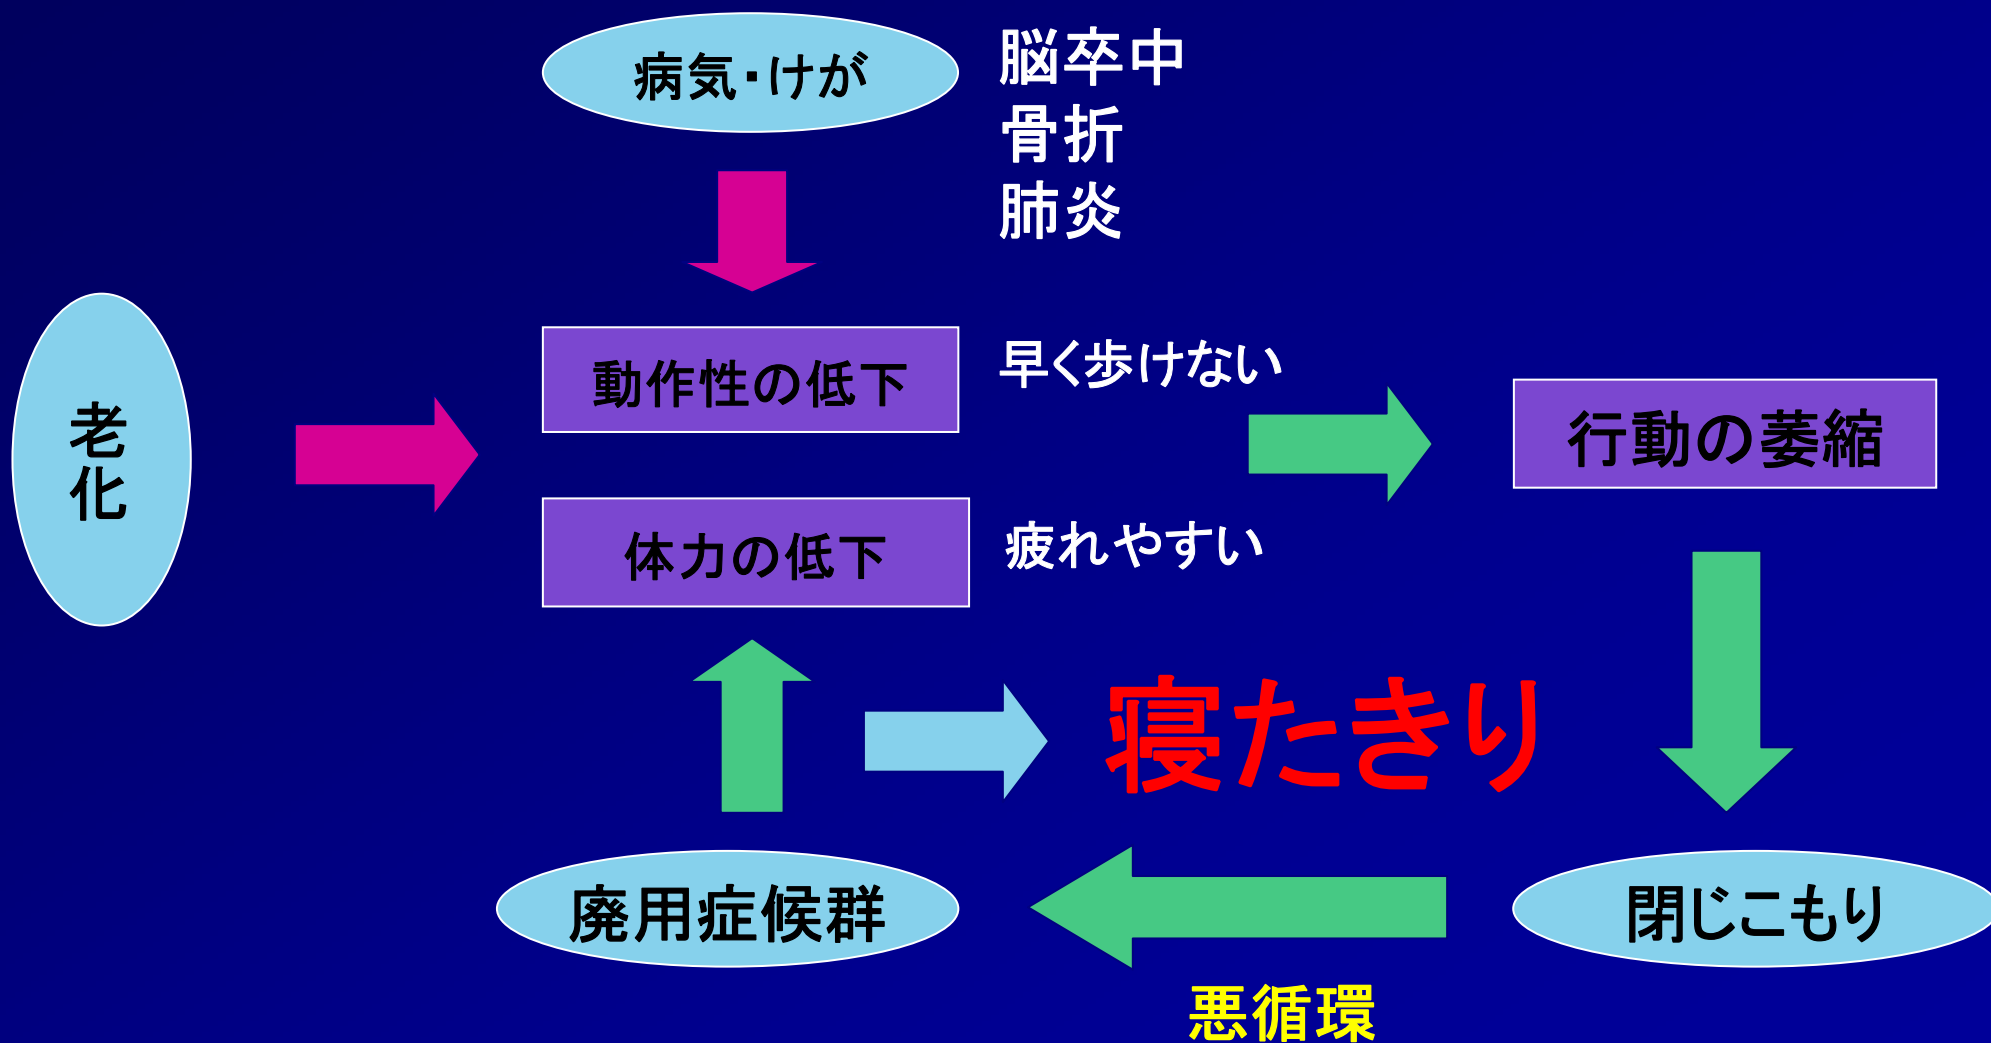 病気・けが
脳卒中
骨折
肺炎
老化
動作性の低下
早く歩けない
行動の萎縮
体力の低下
疲れやすい
寝たきり
廃用症候群
閉じこもり
悪循環